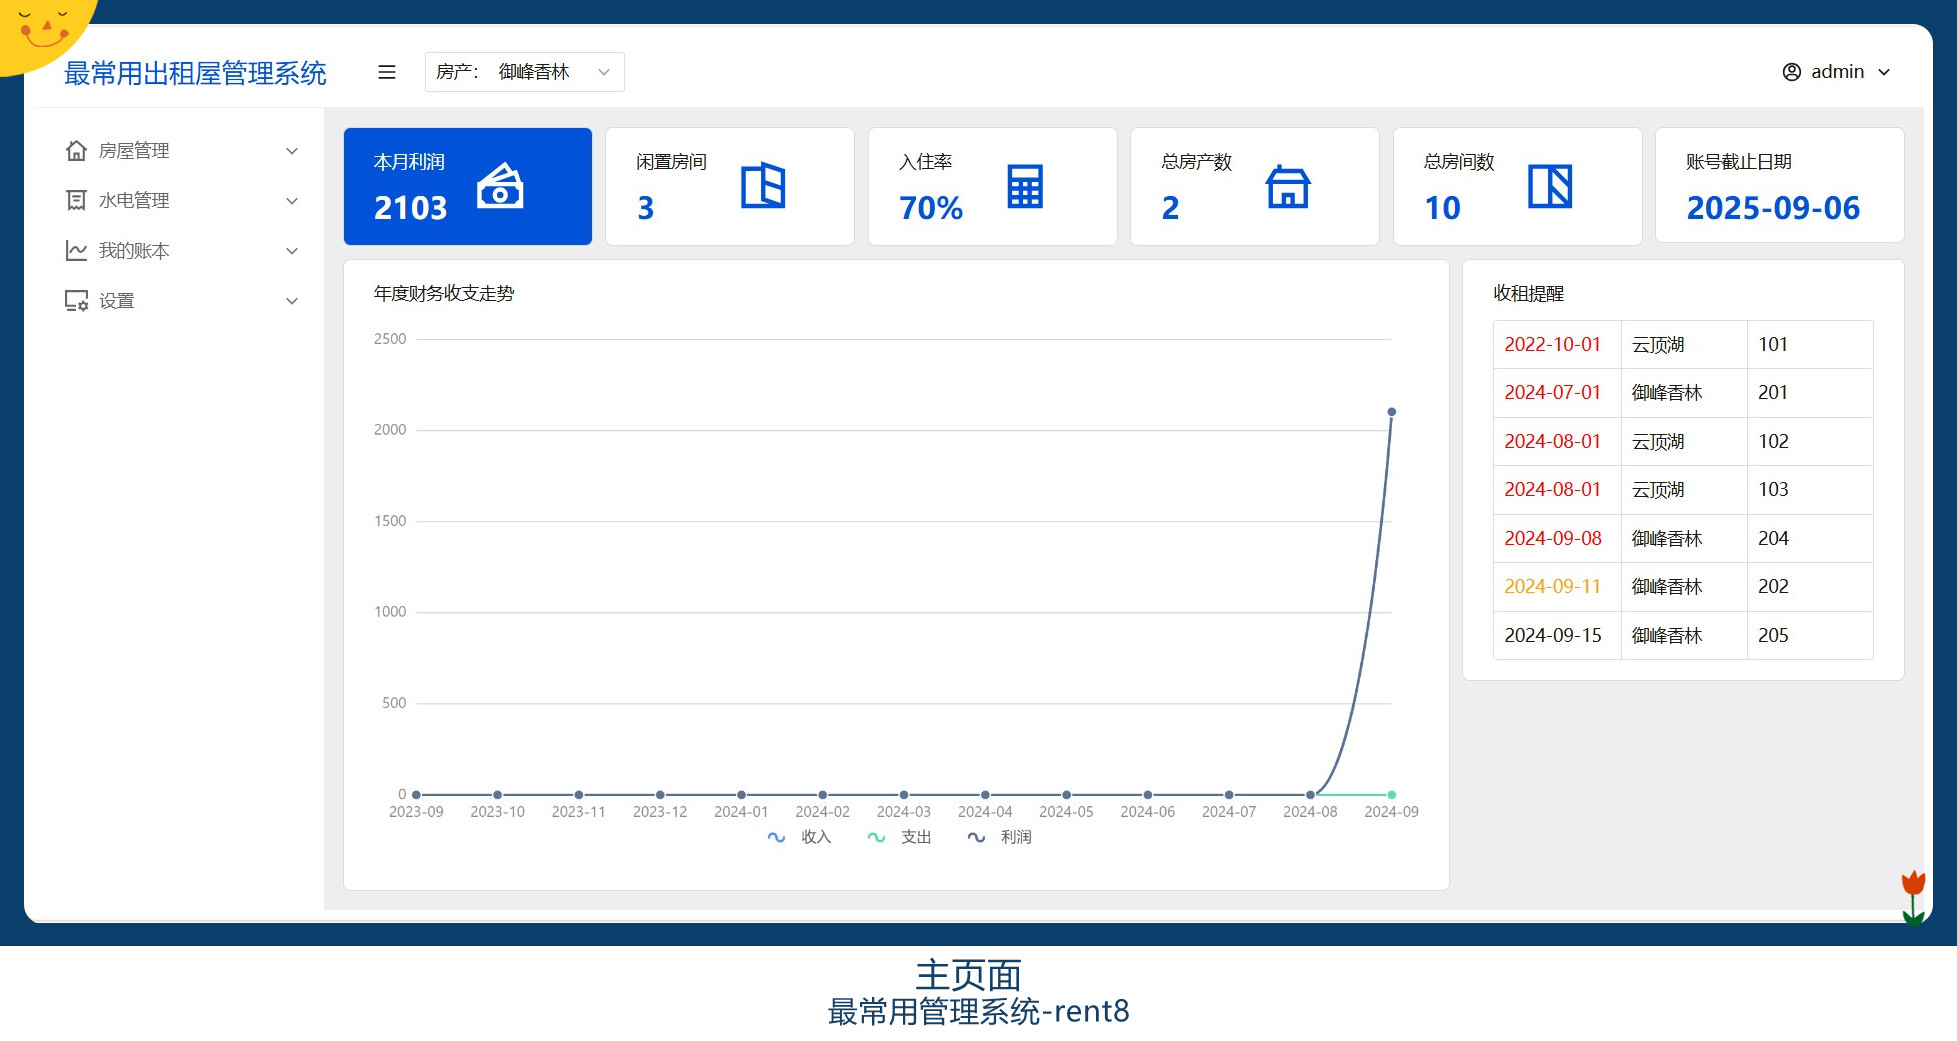 最常用出租屋管理系统
房产： 御峰香林
admin
房屋管理
水电管理
我的账本
设置
本月利润
2103
闲置房间
3
入住率
70%
总房产数
2
总房间数
10
账号截止日期
2025-09-06
年度财务收支走势
2500
2000
1500
1000
500
0
2023-09 2023-10 2023-11 2023-12 2024-01 2024-02 2024-03 2024-04 2024-05 2024-06 2024-07 2024-08 2024-09
收入 支出 利润
收租提醒
2022-10-01 云顶湖 101
2024-07-01 御峰香林 201
2024-08-01 云顶湖 102
2024-08-01 云顶湖 103
2024-09-08 御峰香林 204
2024-09-11 御峰香林 202
2024-09-15 御峰香林 205
主页面
最常用管理系统-rent8